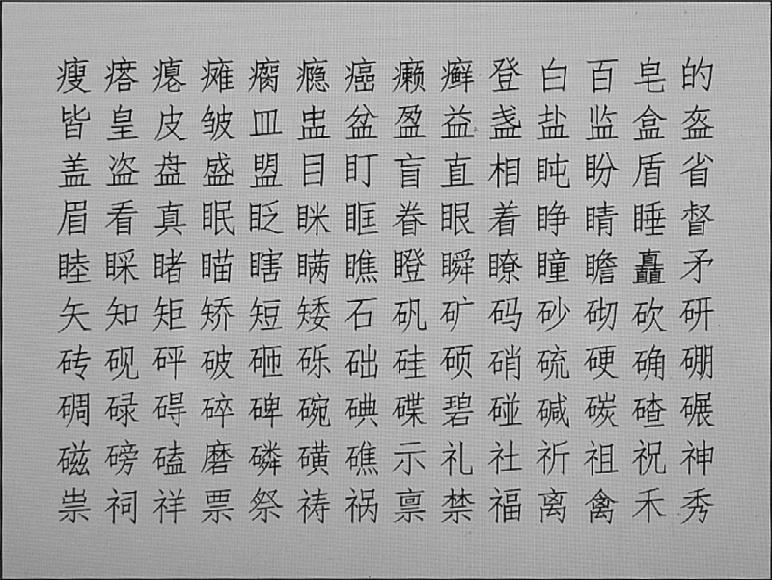 瘦瘩瘪瘫瘸瘾癌癞癣登白百皂的
皆皇皮皱皿盅盆盈益盏盐监盒盔
盖盗盘盛盟目盯盲直相盹盼盾省
眉看真眠眨眯眶眷眼着睁睛睡督
睦睬睹瞄瞎瞒瞧瞪瞬瞭瞳瞻矗矛
矢知矩矫短矮石矾矿码砂砌砍研
砖砚砰破砸砾础硅硕硝硫硬确硼
碉碌碍碎碑碗碘碟碧碰碱碳碴碾
磁磅磕磨磷磺礁示礼社祈祖祝神
祟祠祥票祭祷祸禀禁福离禽禾秀